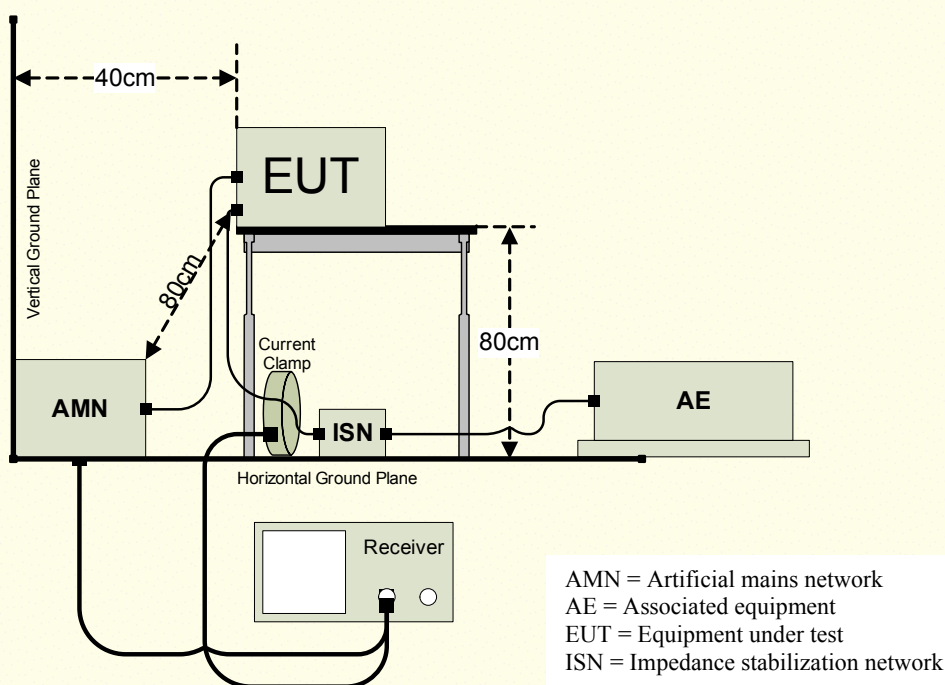 40cm
EUT
Vertical Ground Plane
80cm
80cm
Current
Clamp
AMN
ISN
AE
Horizontal Ground Plane
Receiver
AMN = Artificial mains network
AE = Associated equipment
EUT = Equipment under test
ISN = Impedance stabilization network